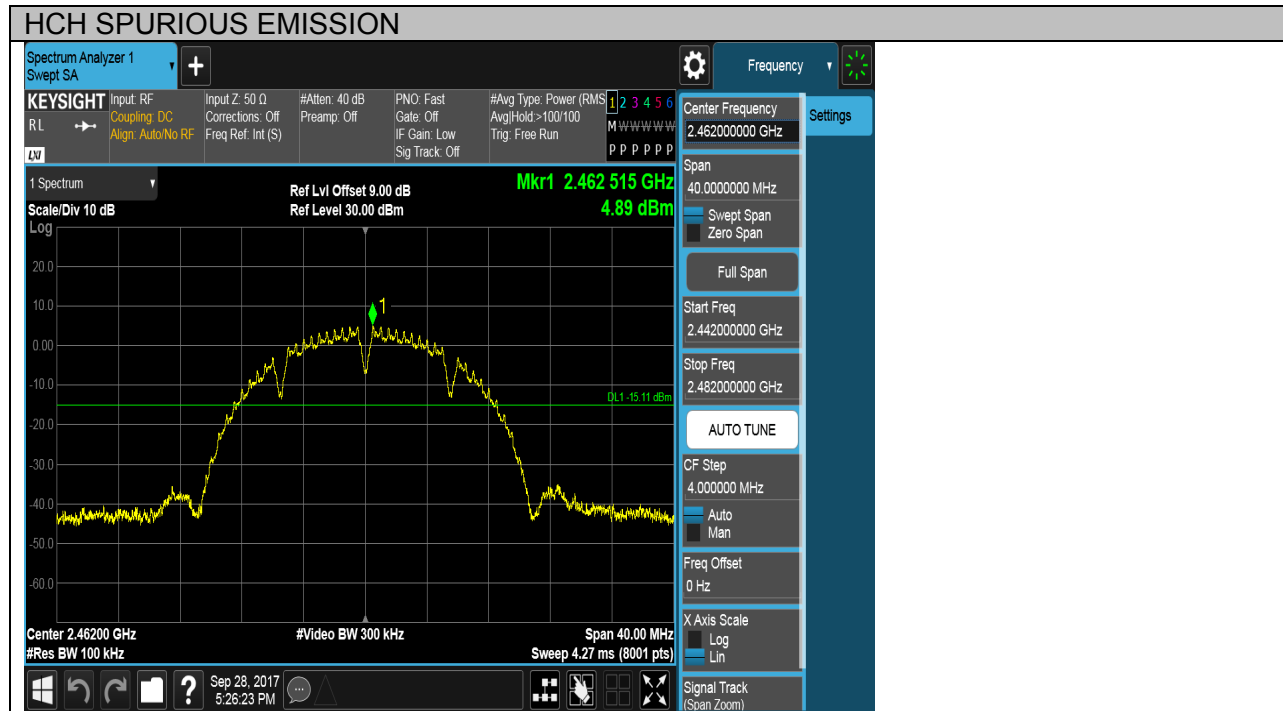 HCH SPURIOUS EMISSION
Spectrum Analyzer 1
Swept SA
+
Frequency
KEYSIGHT
RL
LXI
Input: RF
Coupling: DC
Align: Auto/No RF
Input Z: 50 Ω
Corrections: Off
Freq Ref: Int (S)
#Atten: 40 dB
Preamp: Off
PNO: Fast
Gate: Off
IF Gain: Low
Sig Track: Off
#Avg Type: Power (RMS
Avg|Hold:>100/100
Trig: Free Run
1 2 3 4 5 6
M W W W W W
P P P P P P
1 Spectrum
Scale/Div 10 dB
Ref Lvl Offset 9.00 dB
Ref Level 30.00 dBm
Mkr1 2.462 515 GHz
4.89 dBm
Log
20.0
10.0
0.00
-10.0
-20.0
-30.0
-40.0
-50.0
-60.0
1
DL1 -15.11 dBm
Center 2.46200 GHz
#Res BW 100 kHz
#Video BW 300 kHz
Span 40.00 MHz
Sweep 4.27 ms (8001 pts)
Center Frequency
2.462000000 GHz
Span
40.0000000 MHz
Swept Span
Zero Span
Full Span
Start Freq
2.442000000 GHz
Stop Freq
2.482000000 GHz
AUTO TUNE
CF Step
4.000000 MHz
Auto
Man
Freq Offset
0 Hz
X Axis Scale
Log
Lin
Signal Track
(Span Zoom)
Settings
?
Sep 28, 2017
5:26:23 PM